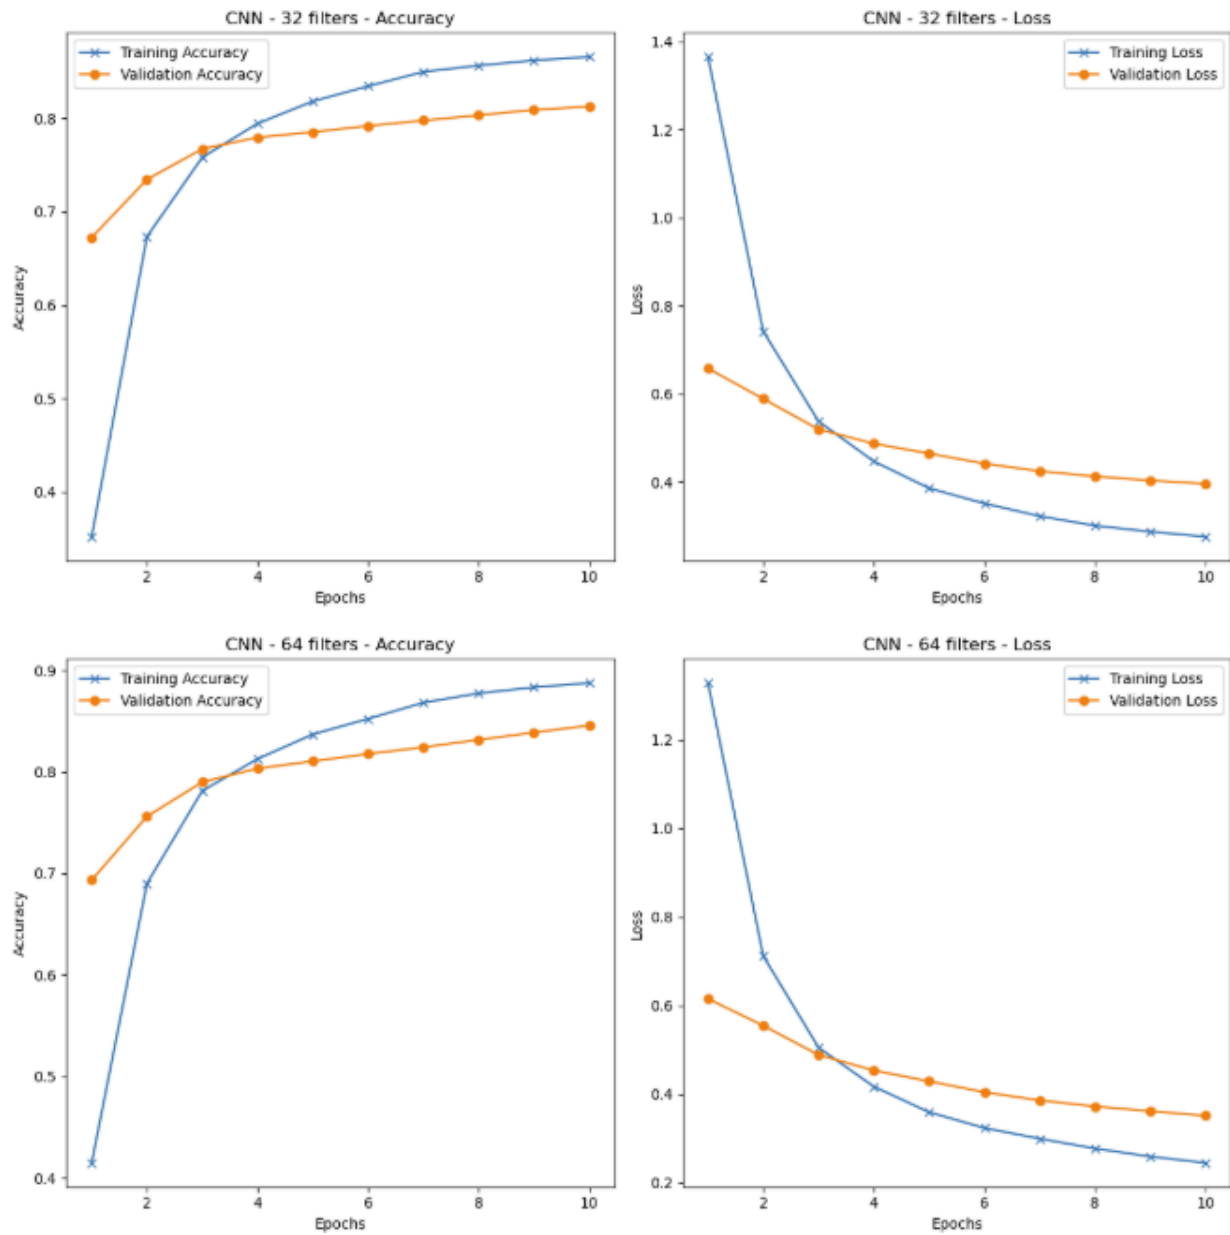 CNN - 32 filters - Accuracy
Training Accuracy
Validation Accuracy
0.8
0.7
0.6
0.5
0.4
Accuracy
2 4 6 8 10
Epochs
CNN - 32 filters - Loss
Training Loss
Validation Loss
1.4
1.2
1.0
0.8
0.6
0.4
Loss
2 4 6 8 10
Epochs
CNN - 64 filters - Accuracy
Training Accuracy
Validation Accuracy
0.9
0.8
0.7
0.6
0.5
0.4
Accuracy
2 4 6 8 10
Epochs
CNN - 64 filters - Loss
Training Loss
Validation Loss
1.2
1.0
0.8
0.6
0.4
0.2
Loss
2 4 6 8 10
Epochs